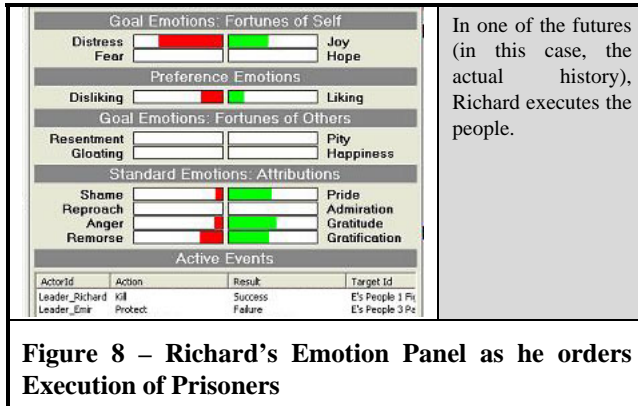 Goal Emotions: Fortunes of Self
Distress Joy
Fear Hope
Preference Emotions
Disliking Liking
Goal Emotions: Fortunes of Others
Resentment Pity
Gloating Happiness
Standard Emotions: Attributions
Shame Pride
Reproach Admiration
Anger Gratitude
Remorse Gratification
Active Events
ActorId Action Result Target Id
Leader_Richard Kill Success E's People 1
Leader_Emir Protect Failure E's People 3
In one of the futures
(in this case, the
actual history),
Richard executes the
people.
Figure 8 – Richard's Emotion Panel as he orders
Execution of Prisoners